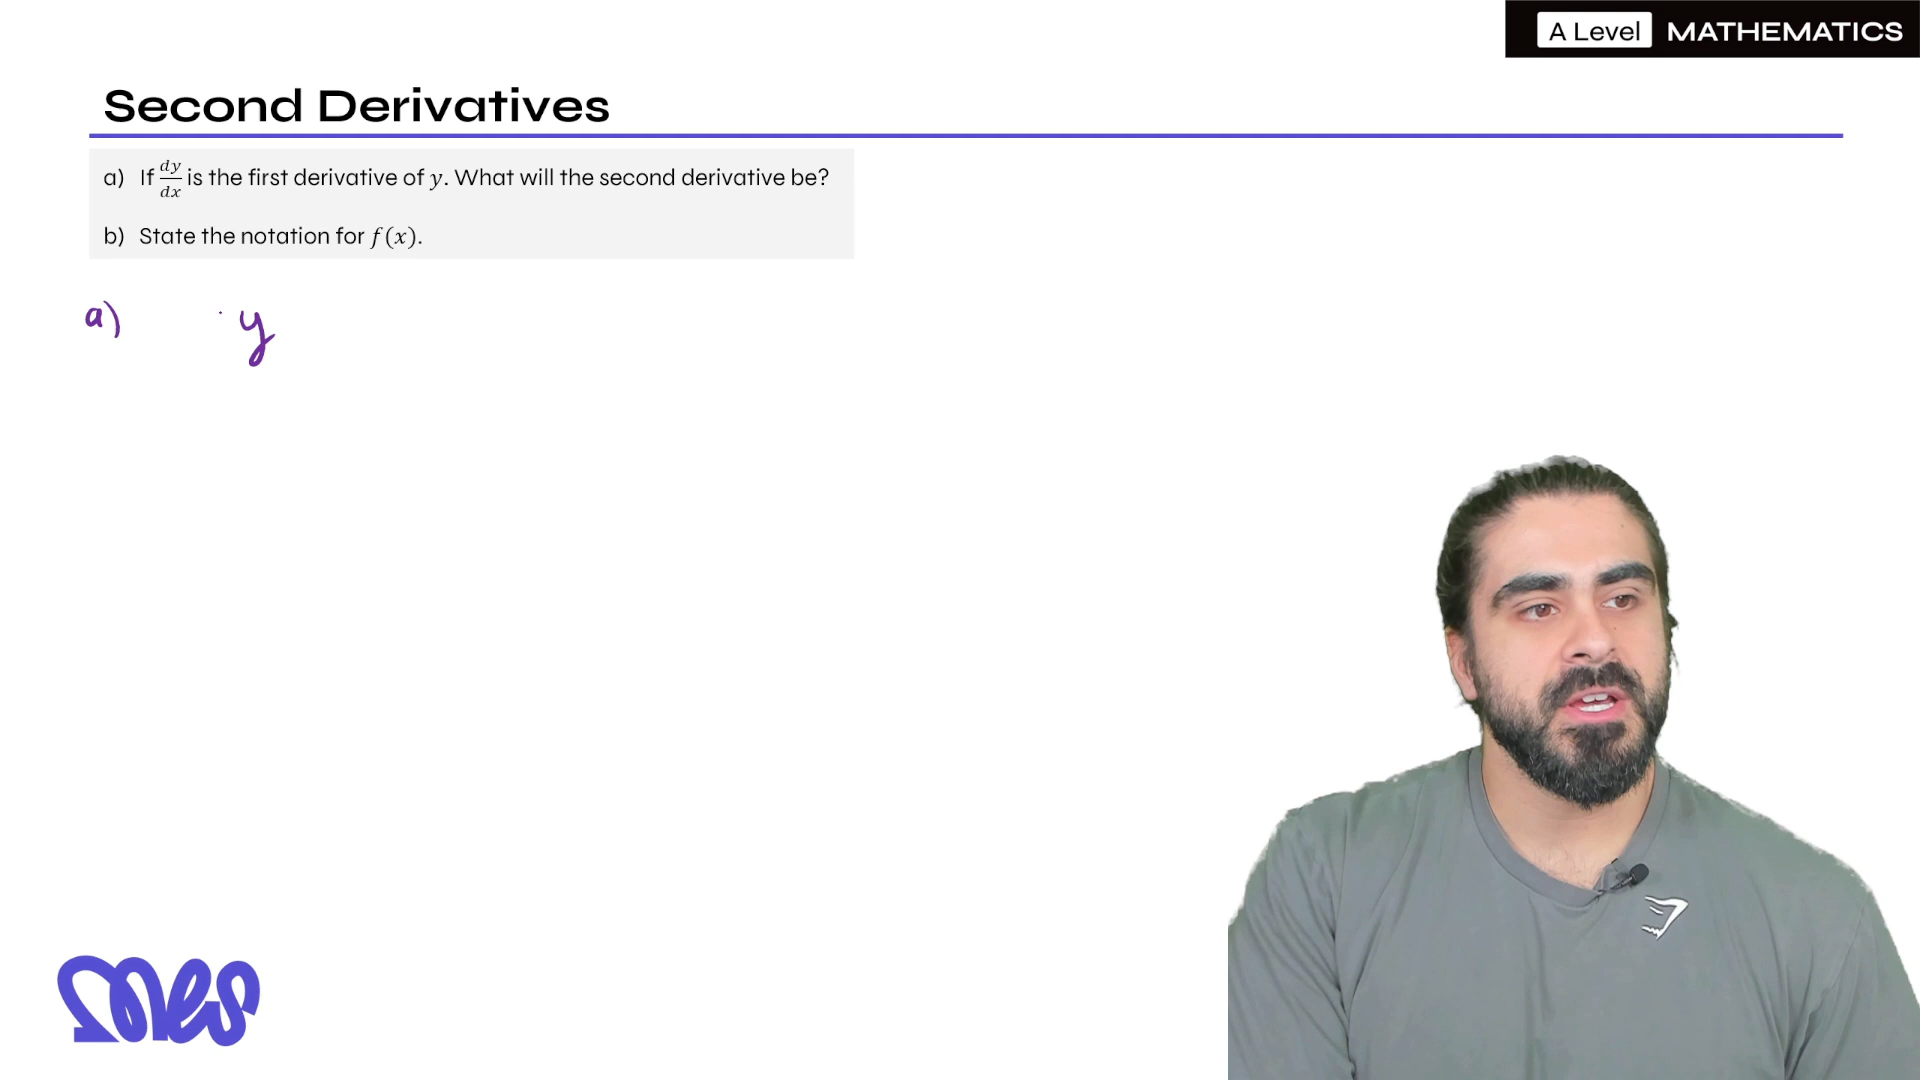 A Level MATHEMATICS
Second Derivatives
a) If dy/dx is the first derivative of y. What will the second derivative be?
b) State the notation for f(x).
a) y
mes